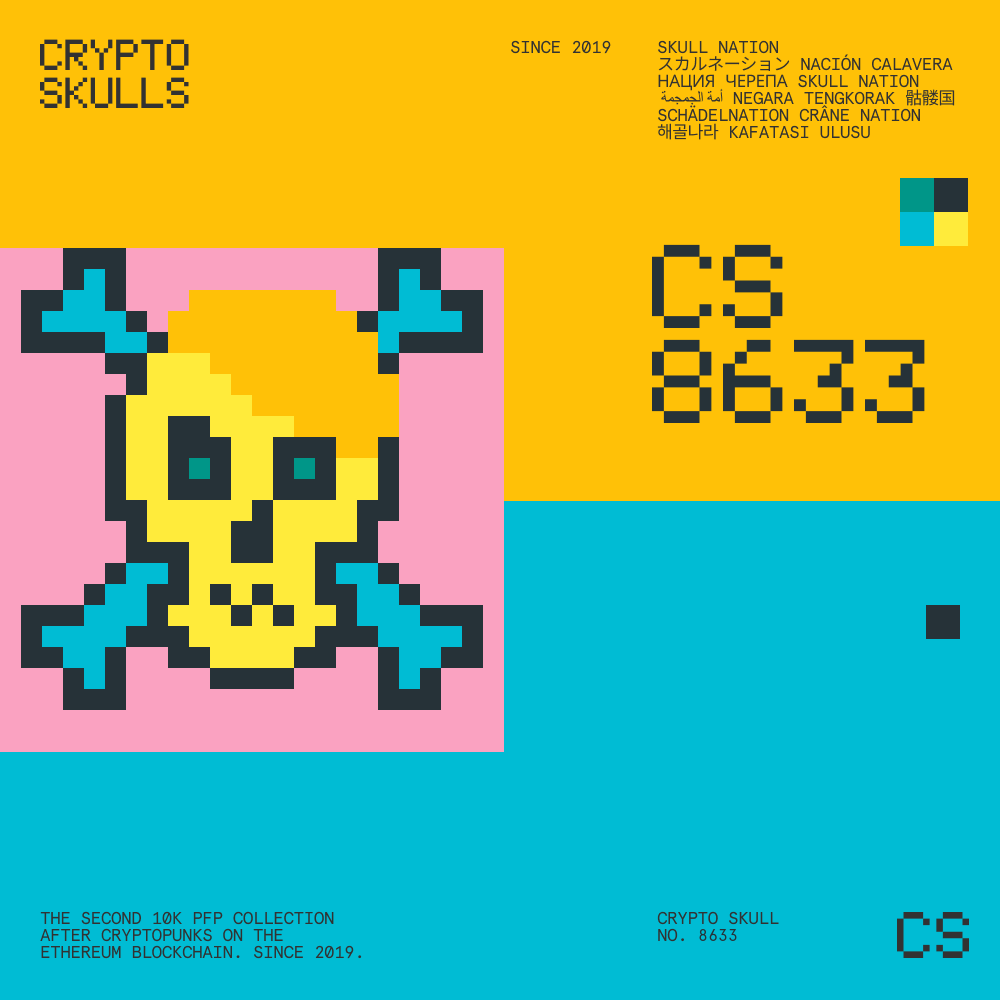 CRYPTO
SKULLS
SINCE 2019
SKULL NATION
スカルネーション NACIÓN CALAVERA
НАЦИЯ ЧЕРЕПА SKULL NATION
أمة الجمجمة NEGARA TENGKORAK 骷髅国
SCHÄDELNATION CRÂNE NATION
해골나라 KAFATASI ULUSU
CS
8633
THE SECOND 10K PFP COLLECTION
AFTER CRYPTOPUNKS ON THE
ETHEREUM BLOCKCHAIN. SINCE 2019.
CRYPTO SKULL
NO. 8633
CS